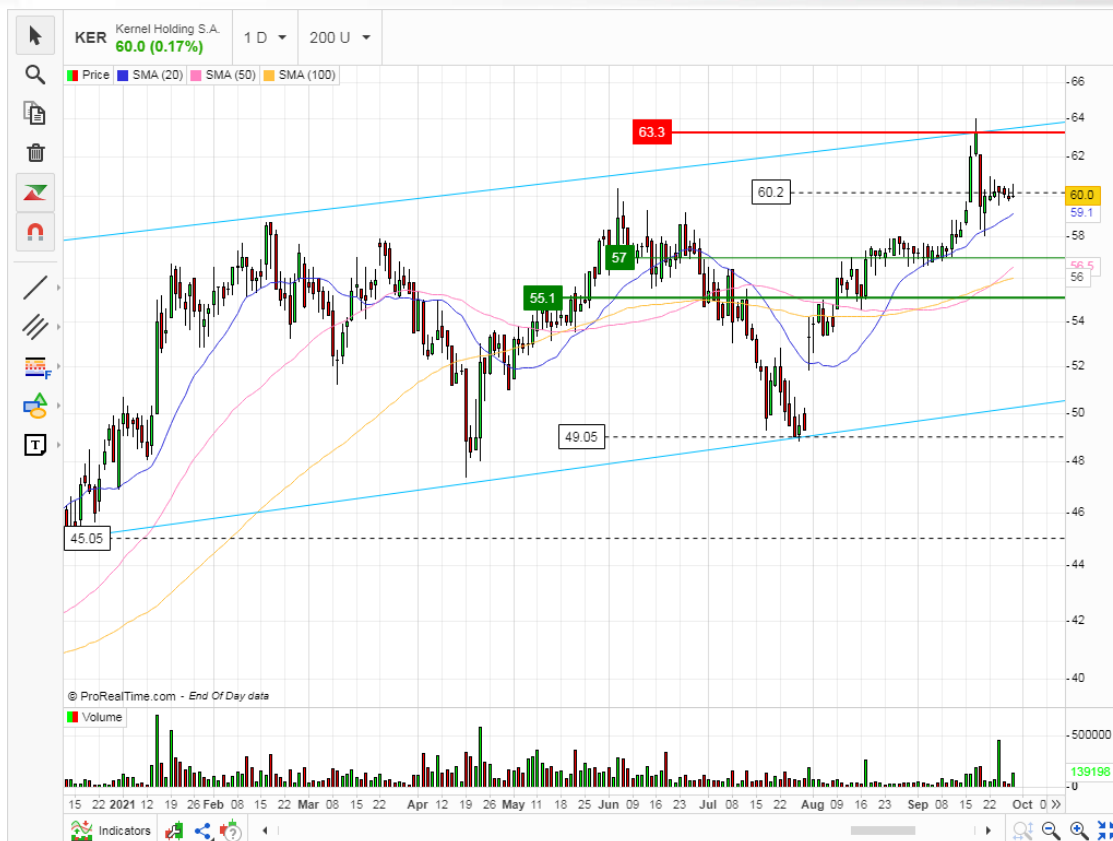 KER Kernel Holding S.A.
60.0 (0.17%)
1 D
200 U
Price SMA (20) SMA (50) SMA (100)
66
64
63.3
62
60.2
60.0
59.1
58
57
56.5
56
55.1
54
52
50
49.05
48
46
45.05
44
42
40
© ProRealTime.com - End Of Day data
Volume
500000
139198
0
15 22 2021 12 19 26 Feb 08 15 22 Mar 08 15 22 Apr 12 19 26 May 11 18 25 Jun 09 16 23 Jul 08 15 22 Aug 09 16 23 Sep 08 15 22 Oct 0 »
F
T
Indicators
?